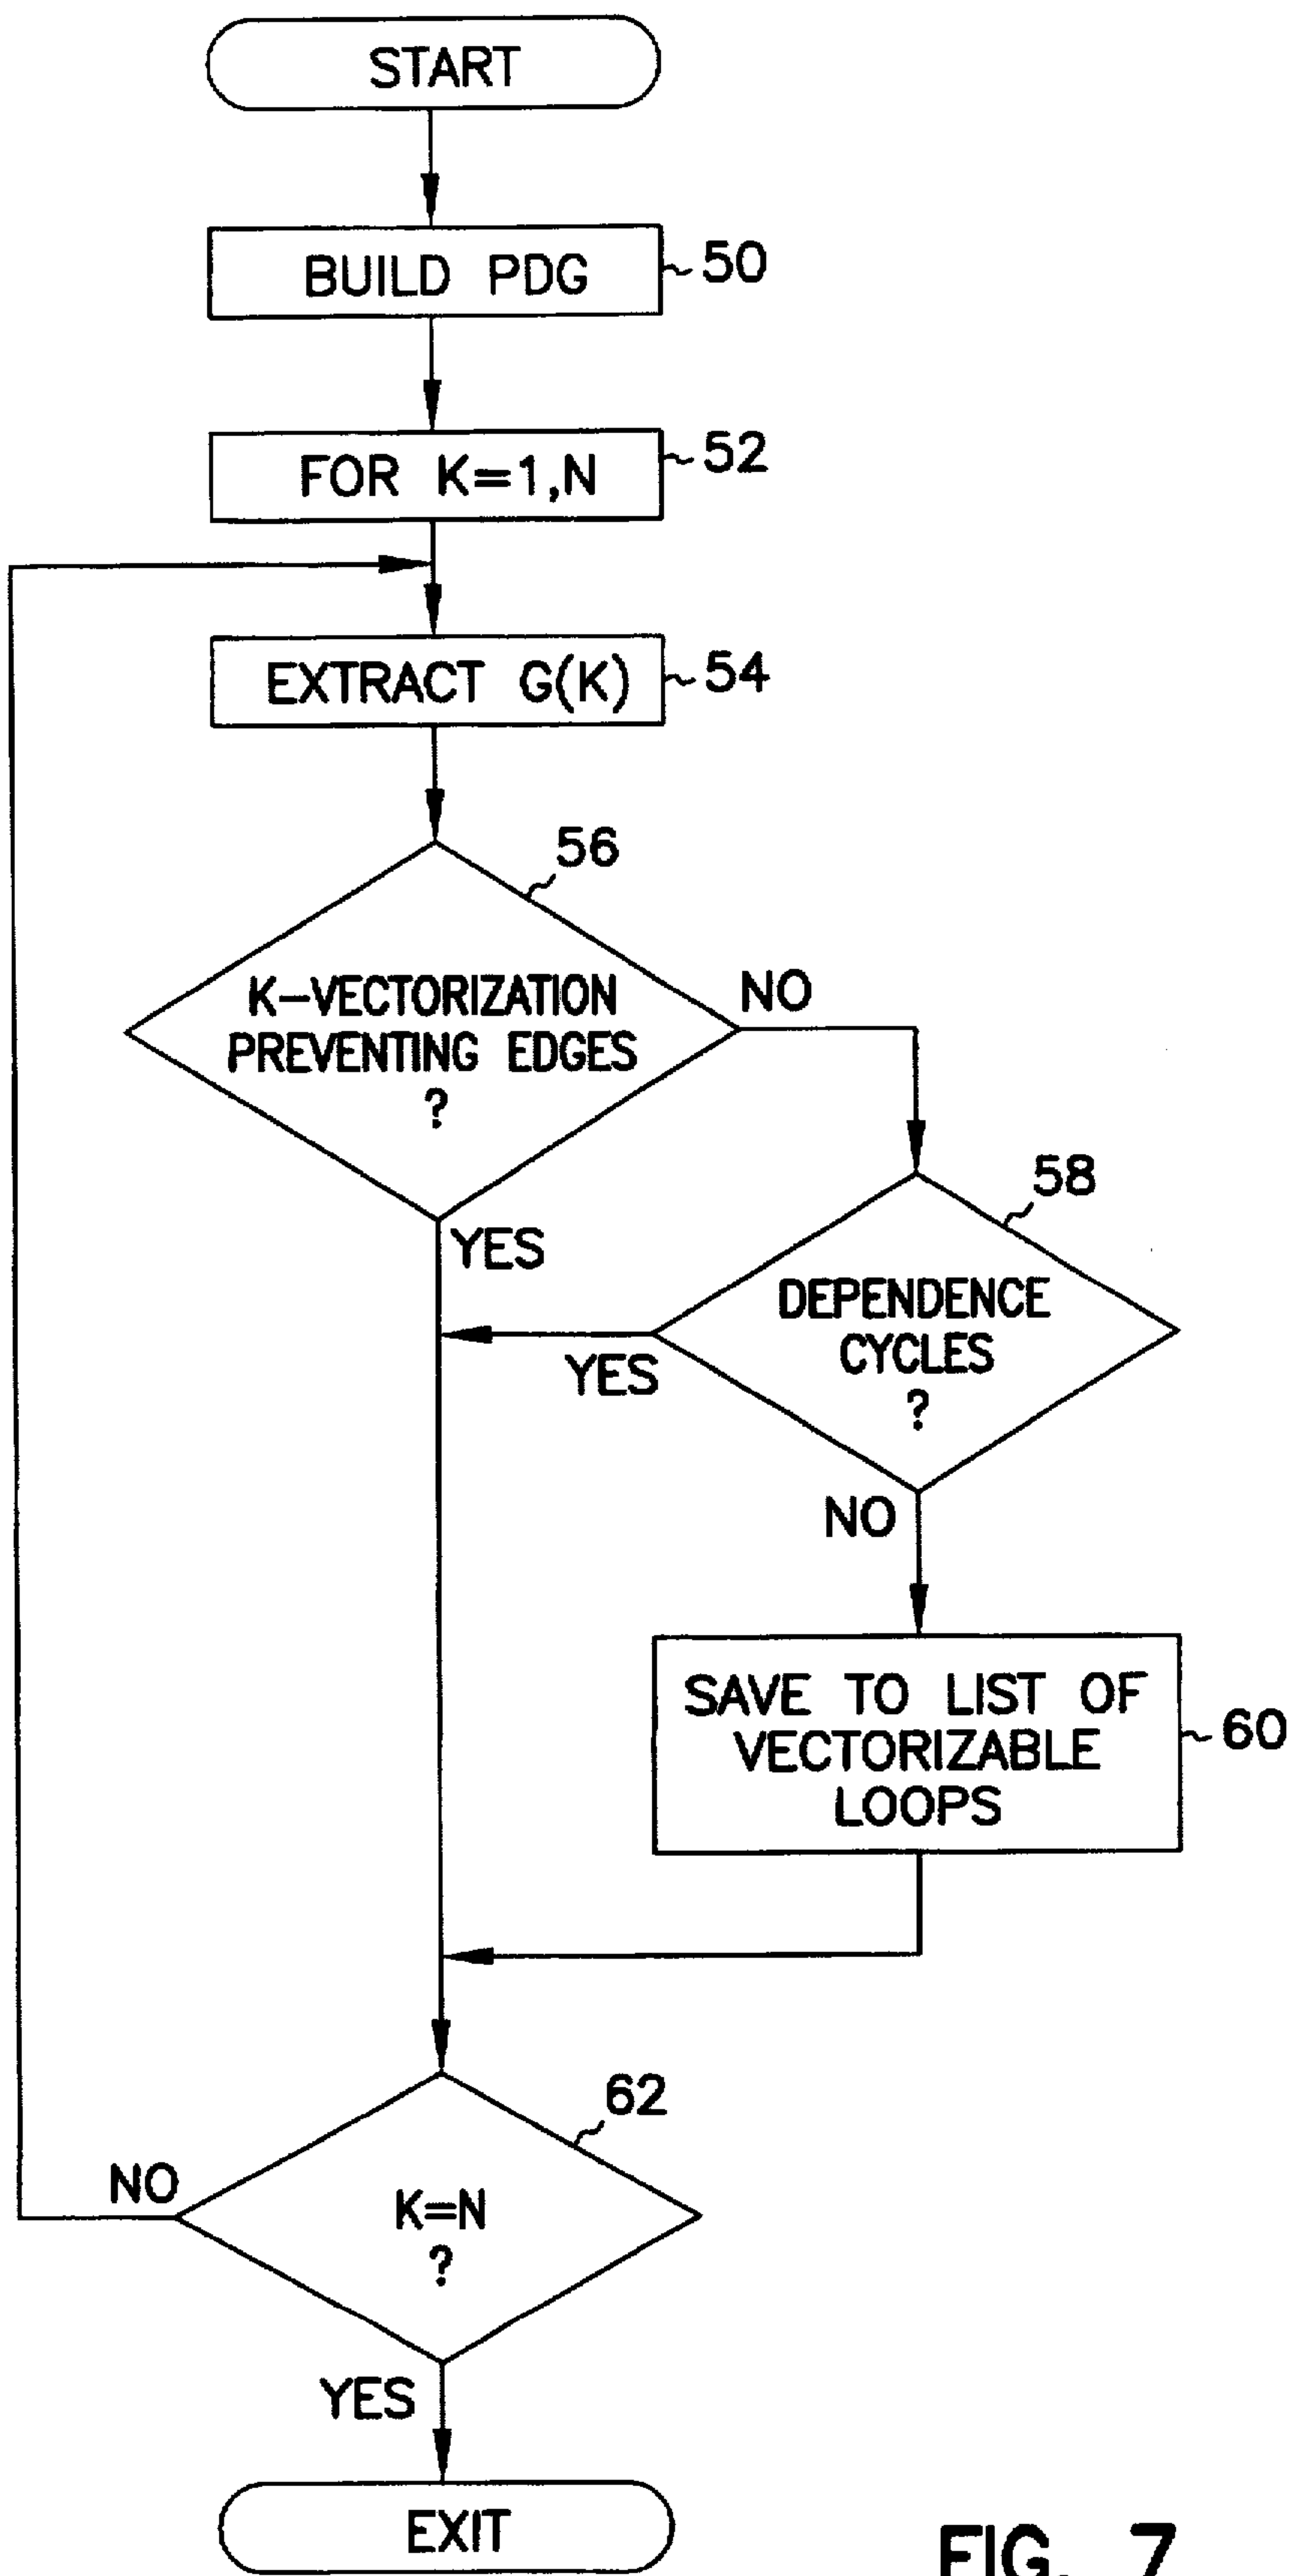 START
BUILD PDG
50
FOR K=1,N
52
EXTRACT G(K)
54
56
K-VECTORIZATION
PREVENTING EDGES
?
NO
YES
58
DEPENDENCE
CYCLES
?
YES
NO
SAVE TO LIST OF
VECTORIZABLE
LOOPS
60
62
K=N
?
NO
YES
EXIT
FIG. 7